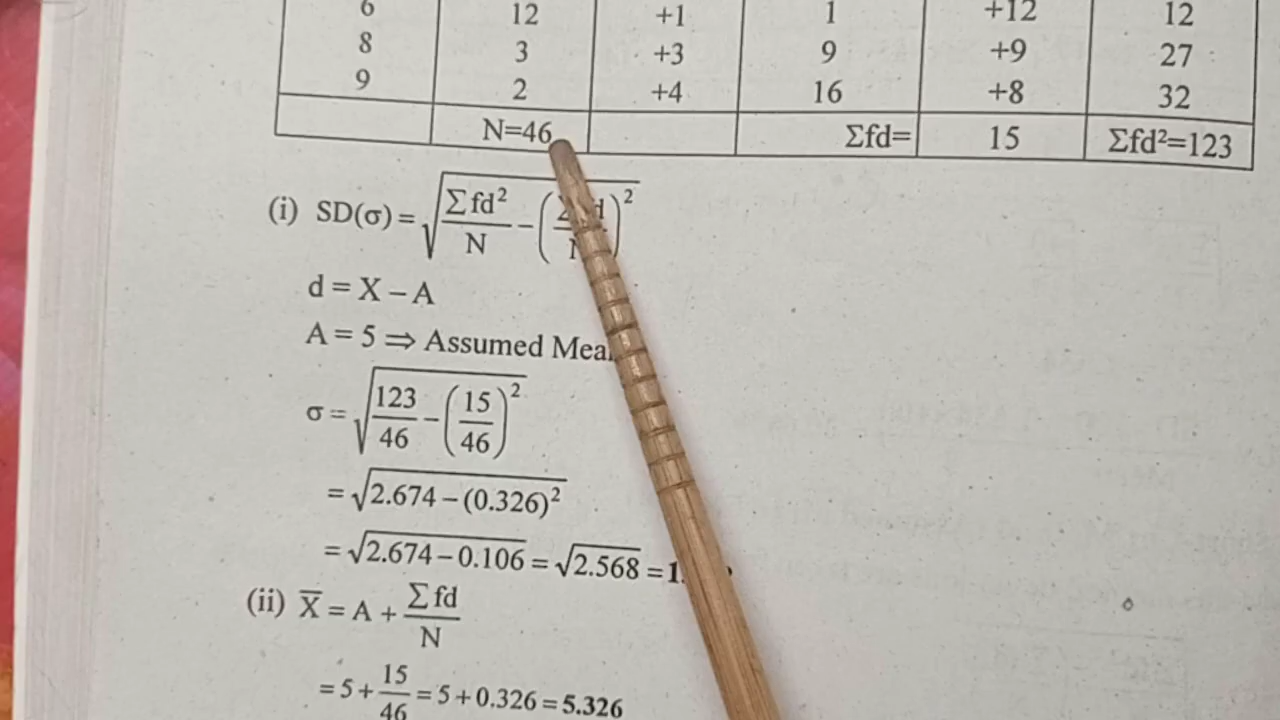 6 12 +1 1 +12 12
8 3 +3 9 +9 27
9 2 +4 16 +8 32
N=46 Σfd= 15 Σfd²=123
(i) SD(σ) = √(Σfd²/N − ( )²)
d = X – A
A = 5 ⇒ Assumed
σ = √(123/46 − (15/46)²)
= √(2.674 – (0.326)²)
= √(2.674 – 0.106) = √2.568 =
(ii) X̄ = A + Σfd/N
= 5 + 15/46 = 5 + 0.326 = 5.326